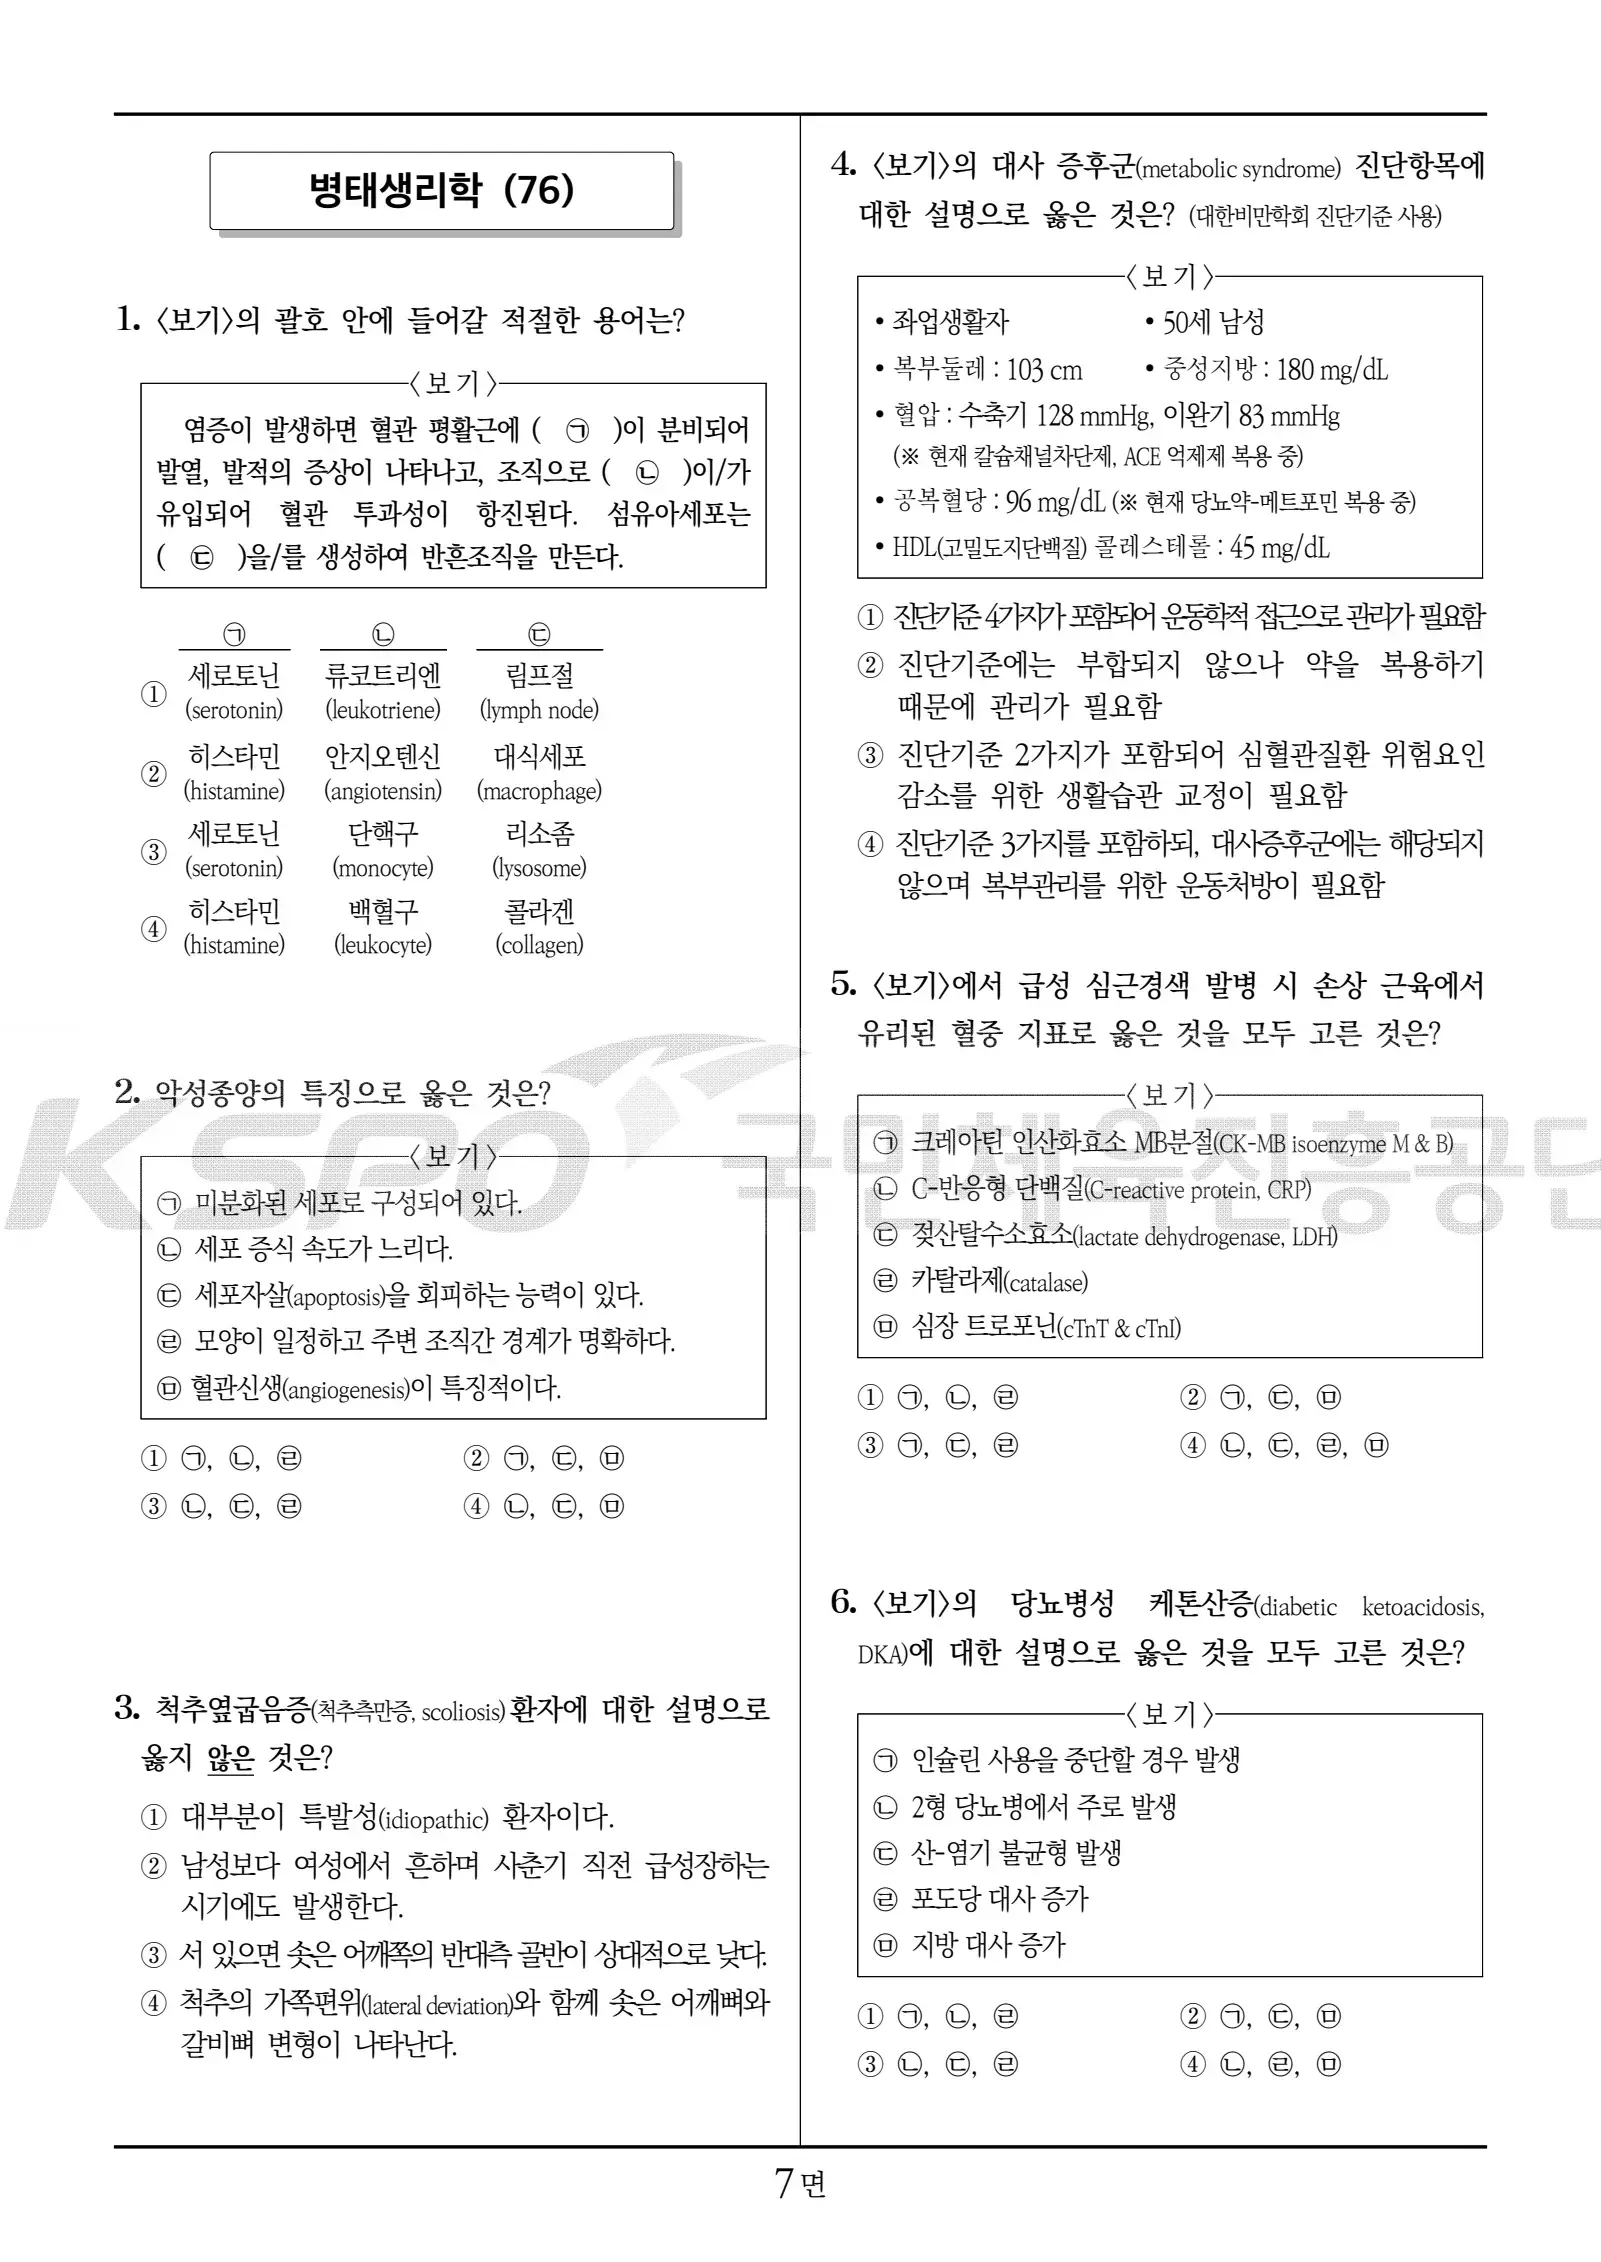 병태생리학 (76)
1. 〈보기〉의 괄호 안에 들어갈 적절한 용어는?
〈보기〉
염증이 발생하면 혈관 평활근에 ( ㉠ )이 분비되어
발열, 발적의 증상이 나타나고, 조직으로 ( ㉡ )이/가
유입되어 혈관 투과성이 항진된다. 섬유아세포는
( ㉢ )을/를 생성하여 반흔조직을 만든다.
㉠ ㉡ ㉢
① 세로토닌 류코트리엔 림프절
(serotonin) (leukotriene) (lymph node)
② 히스타민 안지오텐신 대식세포
(histamine) (angiotensin) (macrophage)
③ 세로토닌 단핵구 리소좀
(serotonin) (monocyte) (lysosome)
④ 히스타민 백혈구 콜라겐
(histamine) (leukocyte) (collagen)
2. 악성종양의 특징으로 옳은 것은?
〈보기〉
㉠ 미분화된 세포로 구성되어 있다.
㉡ 세포 증식 속도가 느리다.
㉢ 세포자살(apoptosis)을 회피하는 능력이 있다.
㉣ 모양이 일정하고 주변 조직간 경계가 명확하다.
㉤ 혈관신생(angiogenesis)이 특징적이다.
① ㉠, ㉡, ㉣ ② ㉠, ㉢, ㉤
③ ㉡, ㉢, ㉣ ④ ㉡, ㉢, ㉤
3. 척추옆굽음증(척추측만증, scoliosis) 환자에 대한 설명으로
옳지 않은 것은?
① 대부분이 특발성(idiopathic) 환자이다.
② 남성보다 여성에서 흔하며 사춘기 직전 급성장하는
시기에도 발생한다.
③ 서 있으면 솟은 어깨쪽의 반대측 골반이 상대적으로 낮다.
④ 척추의 가쪽편위(lateral deviation)와 함께 솟은 어깨뼈와
갈비뼈 변형이 나타난다.
4. 〈보기〉의 대사 증후군(metabolic syndrome) 진단항목에
대한 설명으로 옳은 것은? (대한비만학회 진단기준 사용)
〈보기〉
• 좌업생활자 • 50세 남성
• 복부둘레 : 103 cm • 중성지방 : 180 mg/dL
• 혈압 : 수축기 128 mmHg, 이완기 83 mmHg
(※ 현재 칼슘채널차단제, ACE 억제제 복용 중)
• 공복혈당 : 96 mg/dL (※ 현재 당뇨약-메트포민 복용 중)
• HDL(고밀도지단백질) 콜레스테롤 : 45 mg/dL
① 진단기준 4가지가 포함되어 운동학적 접근으로 관리가 필요함
② 진단기준에는 부합되지 않으나 약을 복용하기
때문에 관리가 필요함
③ 진단기준 2가지가 포함되어 심혈관질환 위험요인
감소를 위한 생활습관 교정이 필요함
④ 진단기준 3가지를 포함하되, 대사증후군에는 해당되지
않으며 복부관리를 위한 운동처방이 필요함
5. 〈보기〉에서 급성 심근경색 발병 시 손상 근육에서
유리된 혈중 지표로 옳은 것을 모두 고른 것은?
〈보기〉
㉠ 크레아틴 인산화효소 MB분절(CK-MB isoenzyme M & B)
㉡ C-반응형 단백질(C-reactive protein, CRP)
㉢ 젖산탈수소효소(lactate dehydrogenase, LDH)
㉣ 카탈라제(catalase)
㉤ 심장 트로포닌(cTnT & cTnI)
① ㉠, ㉡, ㉣ ② ㉠, ㉢, ㉤
③ ㉠, ㉢, ㉣ ④ ㉡, ㉢, ㉣, ㉤
6. 〈보기〉의 당뇨병성 케톤산증(diabetic ketoacidosis,
DKA)에 대한 설명으로 옳은 것을 모두 고른 것은?
〈보기〉
㉠ 인슐린 사용을 중단할 경우 발생
㉡ 2형 당뇨병에서 주로 발생
㉢ 산-염기 불균형 발생
㉣ 포도당 대사 증가
㉤ 지방 대사 증가
① ㉠, ㉡, ㉣ ② ㉠, ㉢, ㉤
③ ㉡, ㉢, ㉣ ④ ㉡, ㉣, ㉤
KSPO 국민체육진흥공단
7면